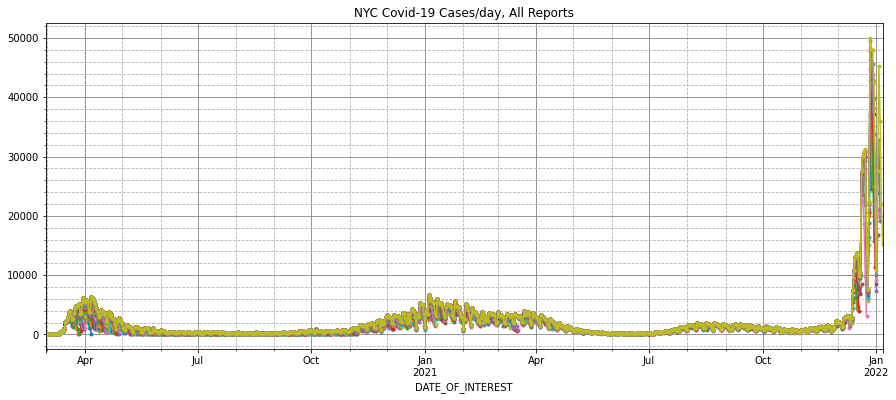 NYC Covid-19 Cases/day, All Reports
50000
40000
30000
20000
10000
0
Apr Jul Oct Jan Apr Jul Oct Jan
2021 2022
DATE_OF_INTEREST